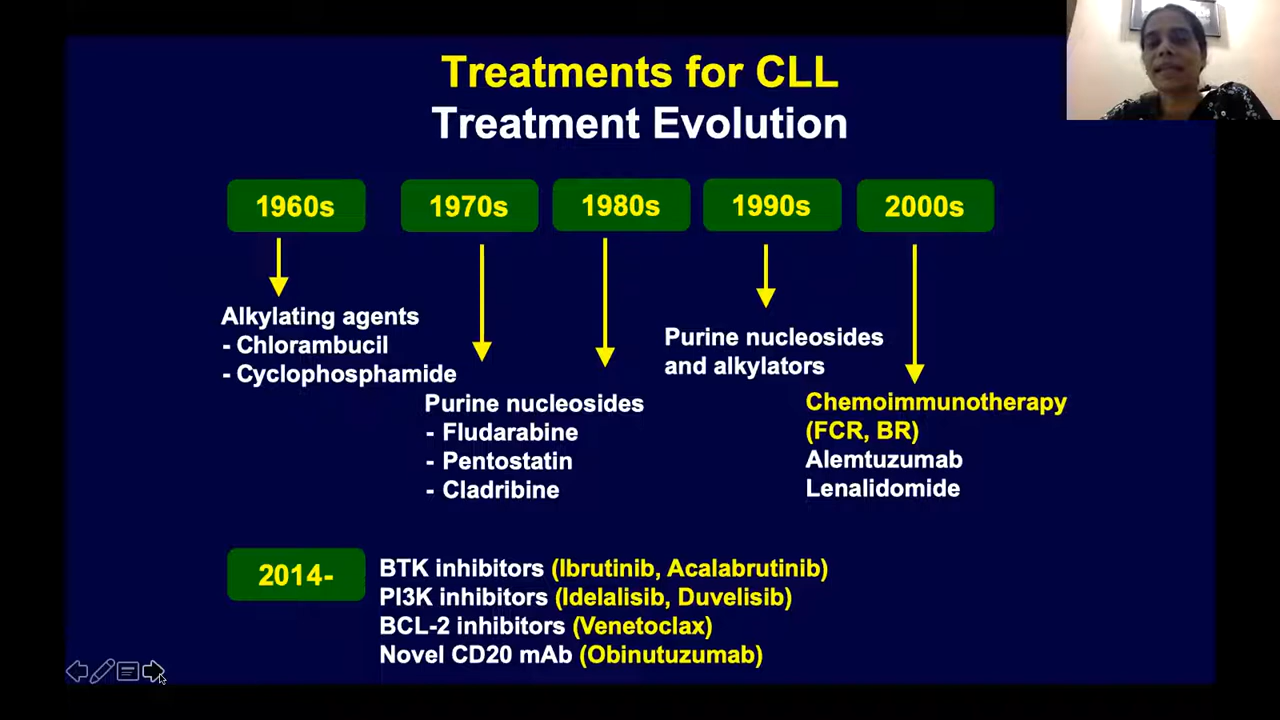 Treatments for CLL
Treatment Evolution
1960s
1970s
1980s
1990s
2000s
Alkylating agents
- Chlorambucil
- Cyclophosphamide
Purine nucleosides
- Fludarabine
- Pentostatin
- Cladribine
Purine nucleosides
and alkylators
Chemoimmunotherapy
(FCR, BR)
Alemtuzumab
Lenalidomide
2014-
BTK inhibitors (Ibrutinib, Acalabrutinib)
PI3K inhibitors (Idelalisib, Duvelisib)
BCL-2 inhibitors (Venetoclax)
Novel CD20 mAb (Obinutuzumab)